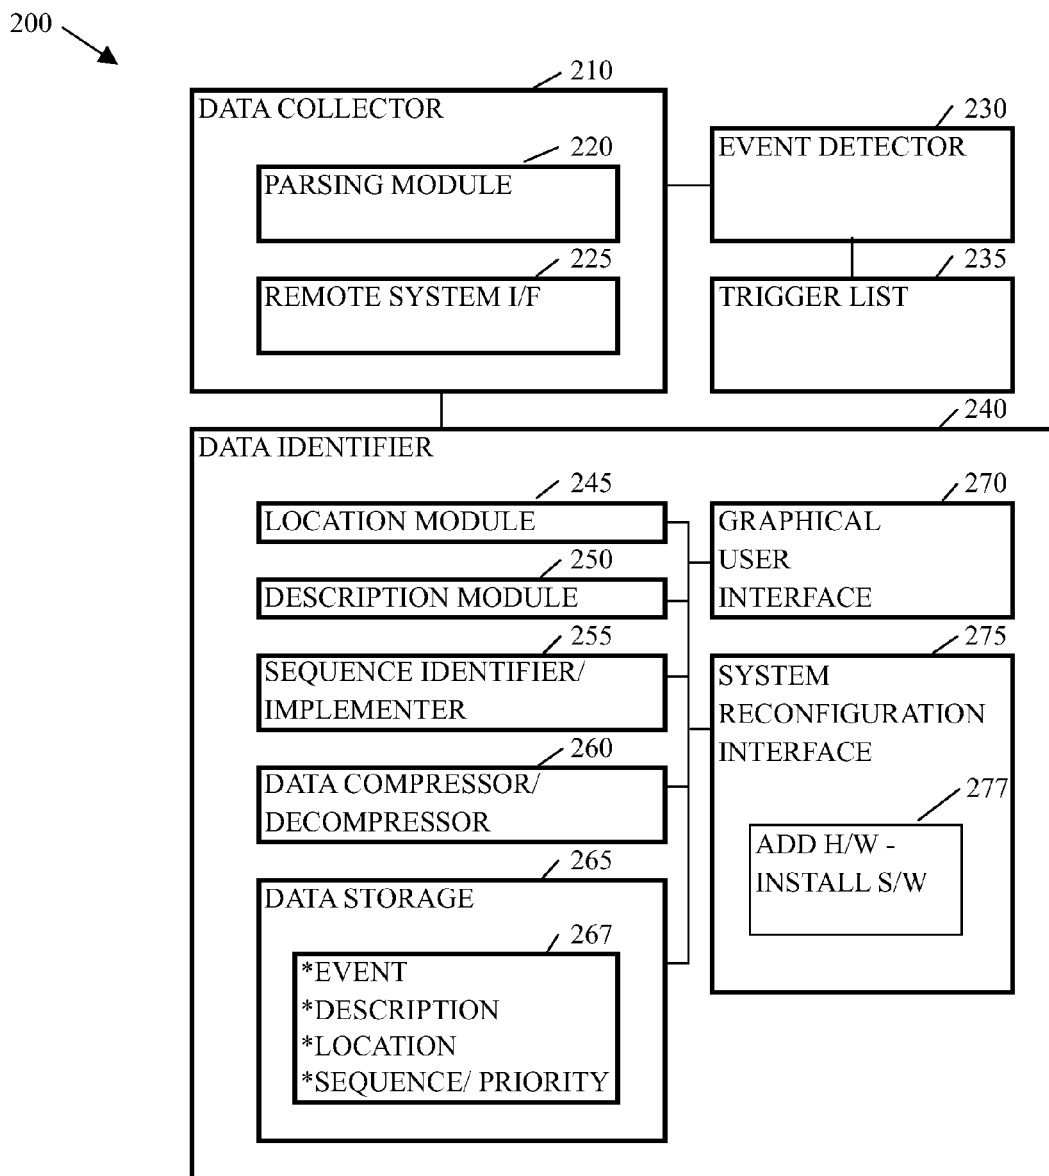 200
210
DATA COLLECTOR
220
PARSING MODULE
225
REMOTE SYSTEM I/F
230
EVENT DETECTOR
235
TRIGGER LIST
240
DATA IDENTIFIER
245
LOCATION MODULE
250
DESCRIPTION MODULE
255
SEQUENCE IDENTIFIER/
IMPLEMENTER
260
DATA COMPRESSOR/
DECOMPRESSOR
265
DATA STORAGE
267
*EVENT
*DESCRIPTION
*LOCATION
*SEQUENCE/ PRIORITY
270
GRAPHICAL
USER
INTERFACE
275
SYSTEM
RECONFIGURATION
INTERFACE
277
ADD H/W -
INSTALL S/W